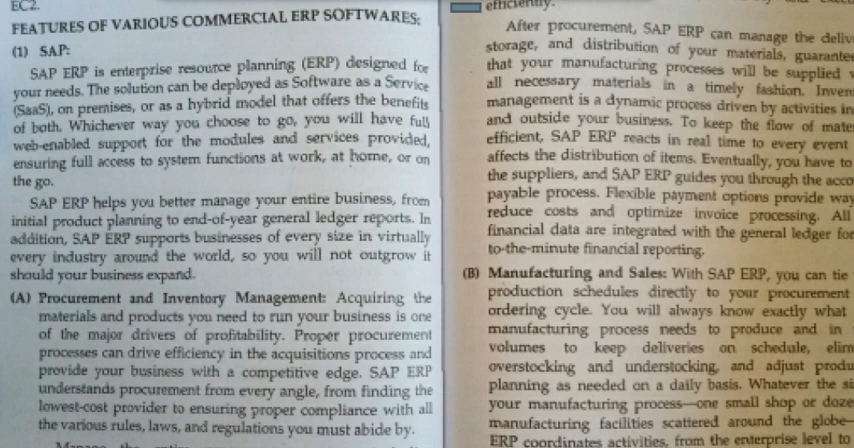 EC2.
FEATURES OF VARIOUS COMMERCIAL ERP SOFTWARES:
(1) SAP:
SAP ERP is enterprise resource planning (ERP) designed for
your needs. The solution can be deployed as Software as a Service
(SaaS), on premises, or as a hybrid model that offers the benefits
of both. Whichever way you choose to go, you will have full
web-enabled support for the modules and services provided,
ensuring full access to system functions at work, at home, or on
the go.
SAP ERP helps you better manage your entire business, from
initial product planning to end-of-year general ledger reports. In
addition, SAP ERP supports businesses of every size in virtually
every industry around the world, so you will not outgrow it
should your business expand.
(A) Procurement and Inventory Management: Acquiring the
materials and products you need to run your business is one
of the major drivers of profitability. Proper procurement
processes can drive efficiency in the acquisitions process and
provide your business with a competitive edge. SAP ERP
understands procurement from every angle, from finding the
lowest-cost provider to ensuring proper compliance with all
the various rules, laws, and regulations you must abide by.
Manage the entire
efficiently.
After procurement, SAP ERP can manage the deliv
storage, and distribution of your materials, guarantee
that your manufacturing processes will be supplied
all necessary materials in a timely fashion. Inven
management is a dynamic process driven by activities in
and outside your business. To keep the flow of mate
efficient, SAP ERP reacts in real time to every event
affects the distribution of items. Eventually, you have to
the suppliers, and SAP ERP guides you through the acco
payable process. Flexible payment options provide way
reduce costs and optimize invoice processing. All
financial data are integrated with the general ledger for
to-the-minute financial reporting.
(B) Manufacturing and Sales: With SAP ERP, you can tie
production schedules directly to your procurement
ordering cycle. You will always know exactly what
manufacturing process needs to produce and in
volumes to keep deliveries on schedule, elim
overstocking and understocking, and adjust produ
planning as needed on a daily basis. Whatever the si
your manufacturing process—one small shop or doze
manufacturing facilities scattered around the globe—
ERP coordinates activities, from the enterprise level to